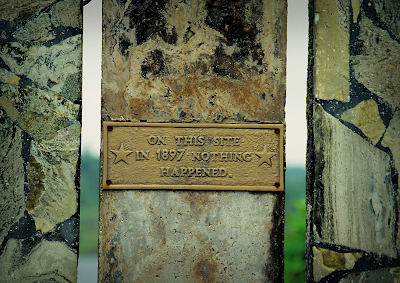 ON THIS SITE
IN 1897 NOTHING
HAPPENED.